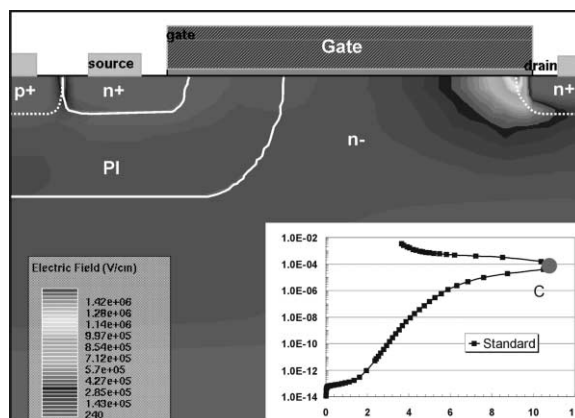 gate
Gate
source
drain
p+
n+
n+
n-
PI
Electric Field (V/cm)
1.42e+06
1.28e+06
1.14e+06
9.97e+05
8.54e+05
7.12e+05
5.7e+05
4.27e+05
2.85e+05
1.43e+05
240
1.0E-02
1.0E-04
1.0E-06
1.0E-08
1.0E-10
1.0E-12
1.0E-14
C
Standard
0 2 4 6 8 10 12